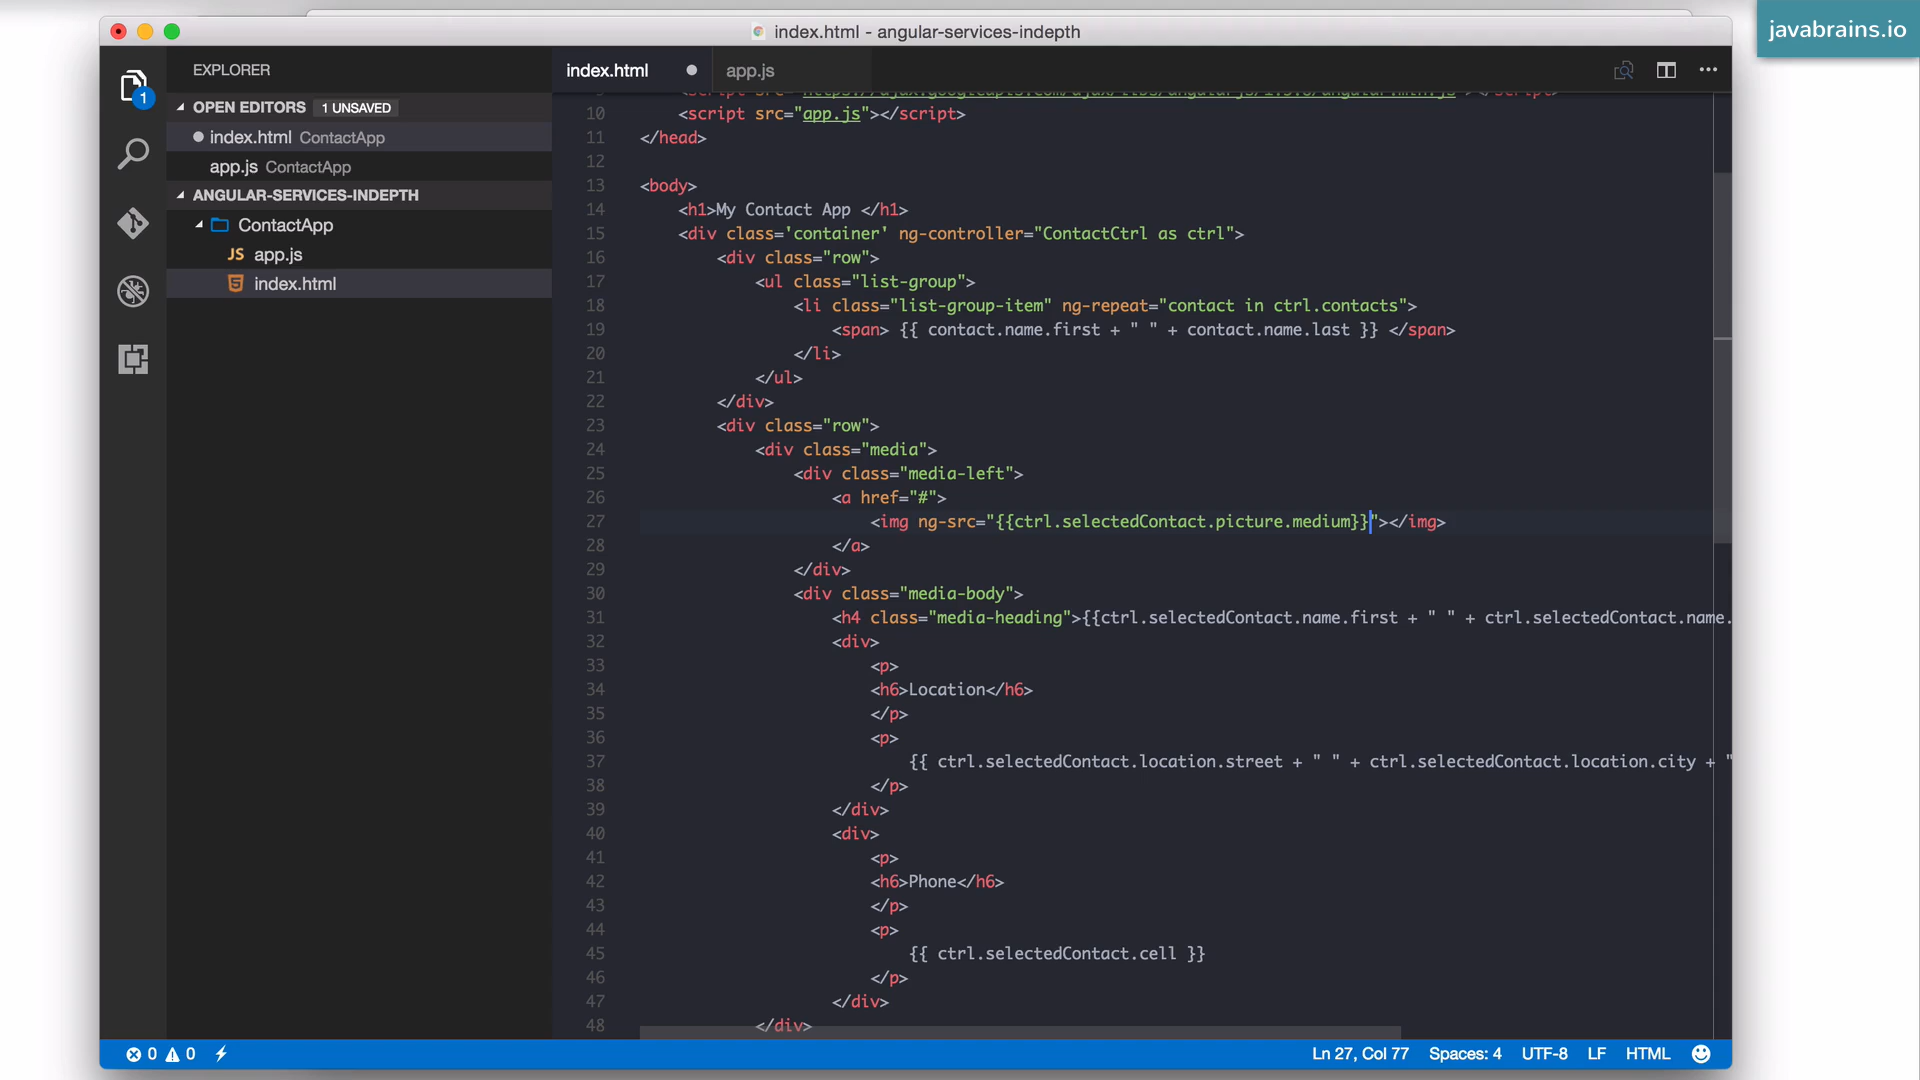 index.html - angular-services-indepth
javabrains.io
EXPLORER
OPEN EDITORS 1 UNSAVED
index.html ContactApp
app.js ContactApp
ANGULAR-SERVICES-INDEPTH
ContactApp
JS app.js
index.html
1
index.html
app.js
10 <script src="app.js"></script>
11 </head>
12
13 <body>
14 <h1>My Contact App </h1>
15 <div class='container' ng-controller="ContactCtrl as ctrl">
16 <div class="row">
17 <ul class="list-group">
18 <li class="list-group-item" ng-repeat="contact in ctrl.contacts">
19 <span> {{ contact.name.first + " " + contact.name.last }} </span>
20 </li>
21 </ul>
22 </div>
23 <div class="row">
24 <div class="media">
25 <div class="media-left">
26 <a href="#">
27 <img ng-src="{{ctrl.selectedContact.picture.medium}}"></img>
28 </a>
29 </div>
30 <div class="media-body">
31 <h4 class="media-heading">{{ctrl.selectedContact.name.first + " " + ctrl.selectedContact.name.
32 <div>
33 <p>
34 <h6>Location</h6>
35 </p>
36 <p>
37 {{ ctrl.selectedContact.location.street + " " + ctrl.selectedContact.location.city + "
38 </p>
39 </div>
40 <div>
41 <p>
42 <h6>Phone</h6>
43 </p>
44 <p>
45 {{ ctrl.selectedContact.cell }}
46 </p>
47 </div>
48 </div>
0 0 Ln 27, Col 77 Spaces: 4 UTF-8 LF HTML